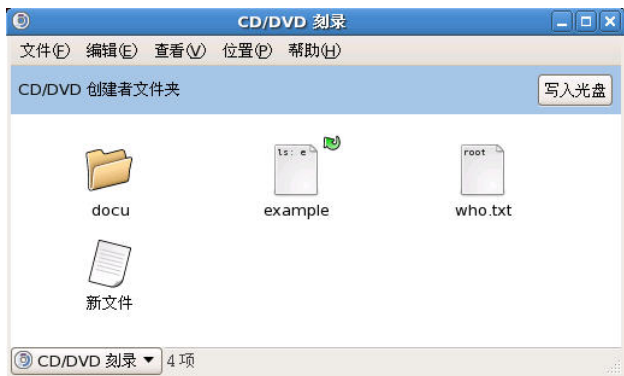 CD/DVD 刻录
文件(F) 编辑(E) 查看(V) 位置(P) 帮助(H)
CD/DVD 创建者文件夹 写入光盘
ls: e root
docu example who.txt
新文件
CD/DVD 刻录 4 项